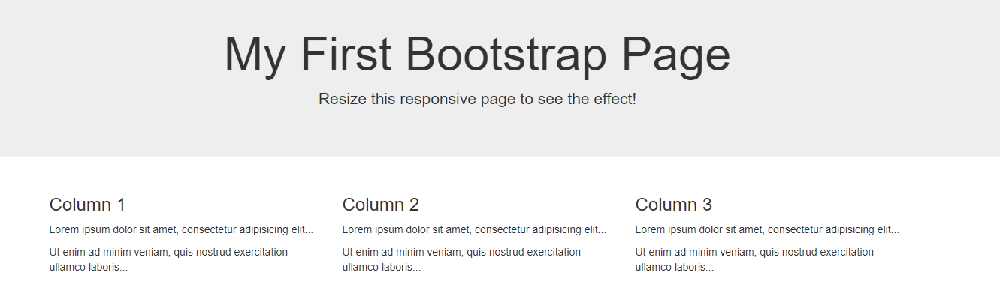 My First Bootstrap Page
Resize this responsive page to see the effect!
Column 1
Lorem ipsum dolor sit amet, consectetur adipisicing elit...
Ut enim ad minim veniam, quis nostrud exercitation
ullamco laboris...
Column 2
Lorem ipsum dolor sit amet, consectetur adipisicing elit...
Ut enim ad minim veniam, quis nostrud exercitation
ullamco laboris...
Column 3
Lorem ipsum dolor sit amet, consectetur adipisicing elit...
Ut enim ad minim veniam, quis nostrud exercitation
ullamco laboris...